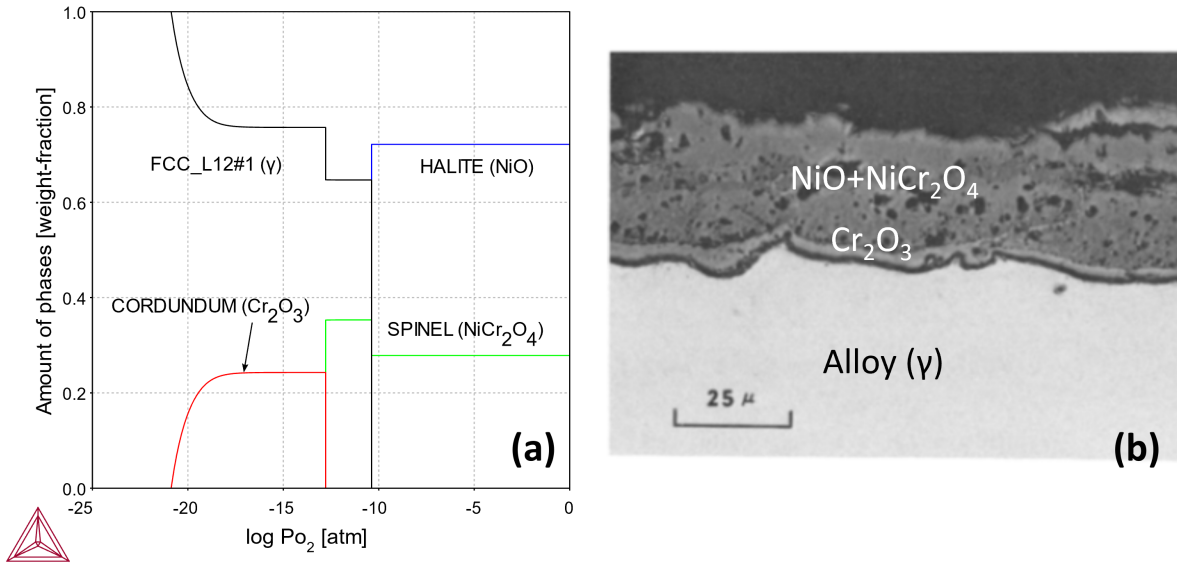 1.0
0.8
0.6
0.4
0.2
0.0
Amount of phases [weight-fraction]
FCC_L12#1 (γ)
HALITE (NiO)
CORDUNDUM (Cr₂O₃)
SPINEL (NiCr₂O₄)
(a)
-25 -20 -15 -10 -5 0
log Po₂ [atm]
NiO+NiCr₂O₄
Cr₂O₃
Alloy (γ)
25 μ
(b)